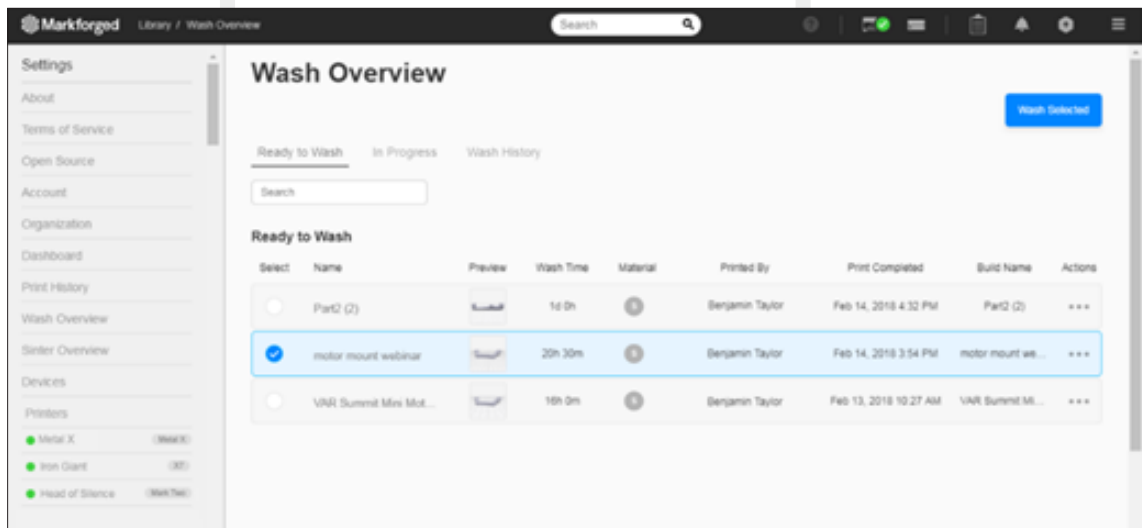 Markforged Library / Wash Overview Search
Settings
About
Terms of Service
Open Source
Account
Organization
Dashboard
Print History
Wash Overview
Sinter Overview
Devices
Printers
Metal X Metal X
Iron Giant X7
Head of Silence Mark Two
Wash Overview
Wash Selected
Ready to Wash In Progress Wash History
Search
Ready to Wash
Select Name Preview Wash Time Material Printed By Print Completed Build Name Actions
Part2 (2) 1d 0h S Benjamin Taylor Feb 14, 2018 4:32 PM Part2 (2)
motor mount webinar 20h 30m S Benjamin Taylor Feb 14, 2018 3:54 PM motor mount we...
VAR Summit Mini Mot... 16h 0m S Benjamin Taylor Feb 13, 2018 10:27 AM VAR Summit Mi...